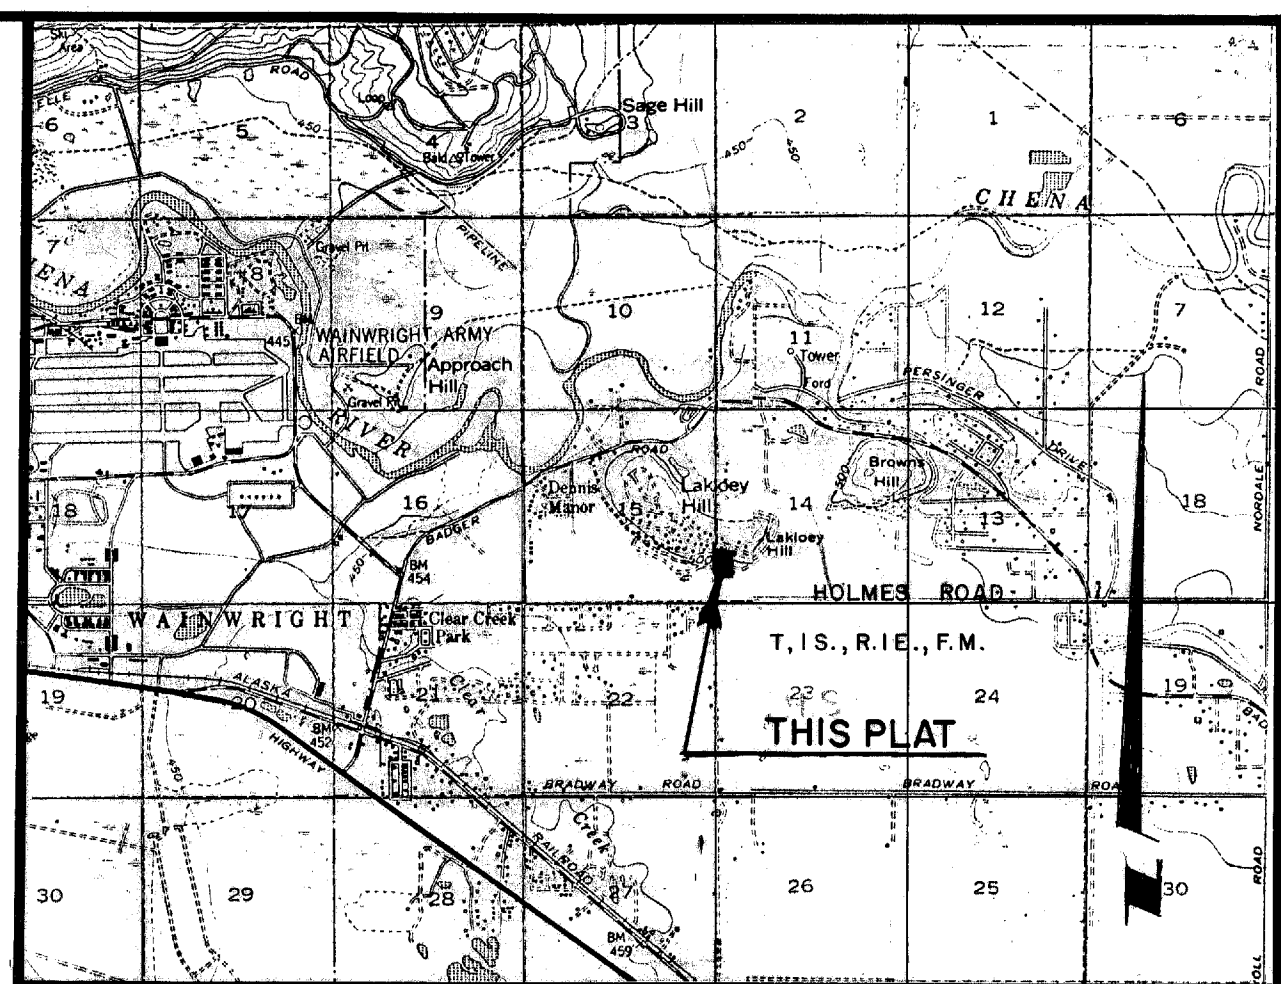 Ski
Area
ROAD
Sage Hill
6
5
450
Loop
4
3
2
1
6
Bald
Tower
450
450
CHENA
7
Gravel Pit
8
PIPELINE
9
10
12
7
11
Tower
Ford
445
WAINWRIGHT ARMY
AIRFIELD
Approach
Hill
Gravel Pit
RIVER
PERSINGER
DRIVE
ROAD
ROAD
Dennis
Manor
Lakloey
Hill
Browns
Hill
500
NORDALE
18
17
16
15
14
13
18
BADGER
Lakloey
Hill
450
BM
454
HOLMES ROAD
WAINWRIGHT
Clear Creek
Park
T,IS.,R.IE.,F.M.
19
ALASKA
20
21
Clear
22
23
24
19
BM
452
HIGHWAY
THIS PLAT
450
BRADWAY ROAD
BRADWAY
ROA
Creek
RAILROAD
30
29
28
27
26
25
30
ROAD
BM
459